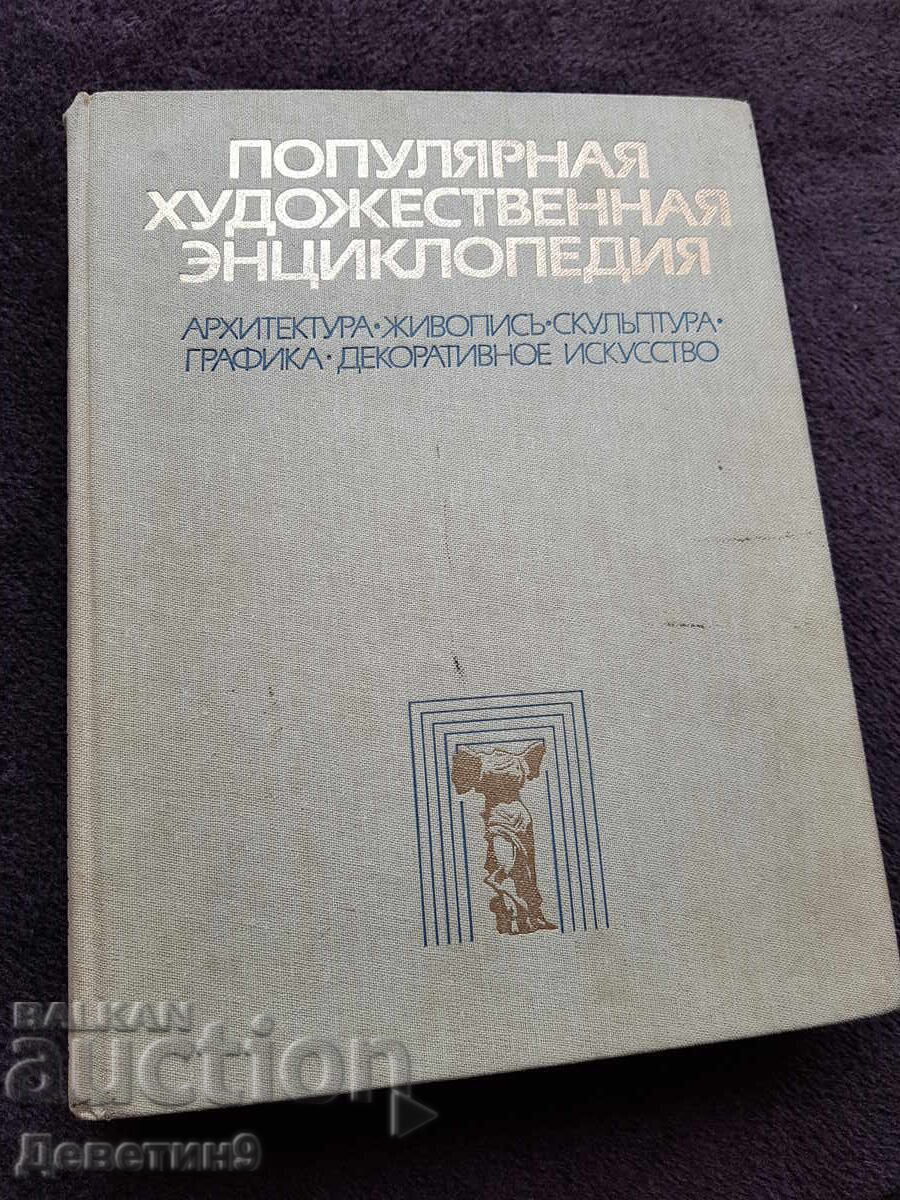 ПОПУЛЯРНАЯ
ХУДОЖЕСТВЕННАЯ
ЭНЦИКЛОПЕДИЯ
АРХИТЕКТУРА·ЖИВОПИСЬ·СКУЛЬПТУРА·
ГРАФИКА·ДЕКОРАТИВНОЕ ИСКУССТВО
BALKAN
auction
Деветин9